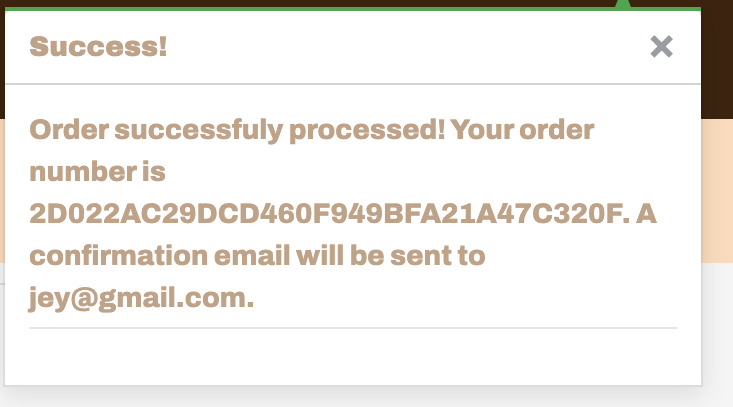 Success!
Order successfuly processed! Your order
number is
2D022AC29DCD460F949BFA21A47C320F. A
confirmation email will be sent to
jey@gmail.com.